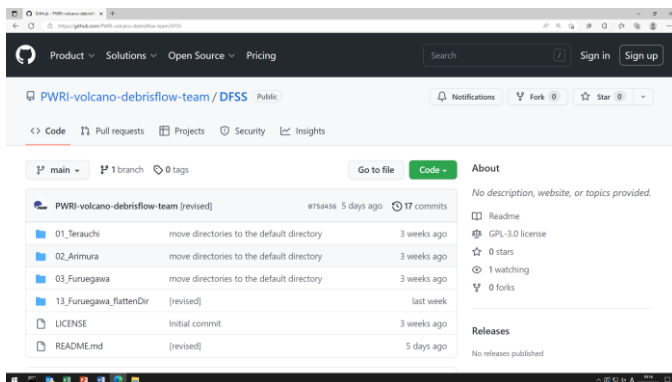 GitHub - PWRI-volcano-debrisf
https://github.com/PWRI-volcano-debrisflow-team/DFSS
Product Solutions Open Source Pricing Search / Sign in Sign up
PWRI-volcano-debrisflow-team / DFSS Public Notifications Fork 0 Star 0
Code Pull requests Projects Security Insights
main 1 branch 0 tags Go to file Code
PWRI-volcano-debrisflow-team [revised] 075d436 5 days ago 17 commits
01_Terauchi move directories to the default directory 3 weeks ago
02_Arimura move directories to the default directory 3 weeks ago
03_Furuegawa move directories to the default directory 3 weeks ago
13_Furuegawa_flattenDir [revised] last week
LICENSE Initial commit 3 weeks ago
README.md [revised] 5 days ago
About
No description, website, or topics provided.
Readme
GPL-3.0 license
0 stars
1 watching
0 forks
Releases
No releases published